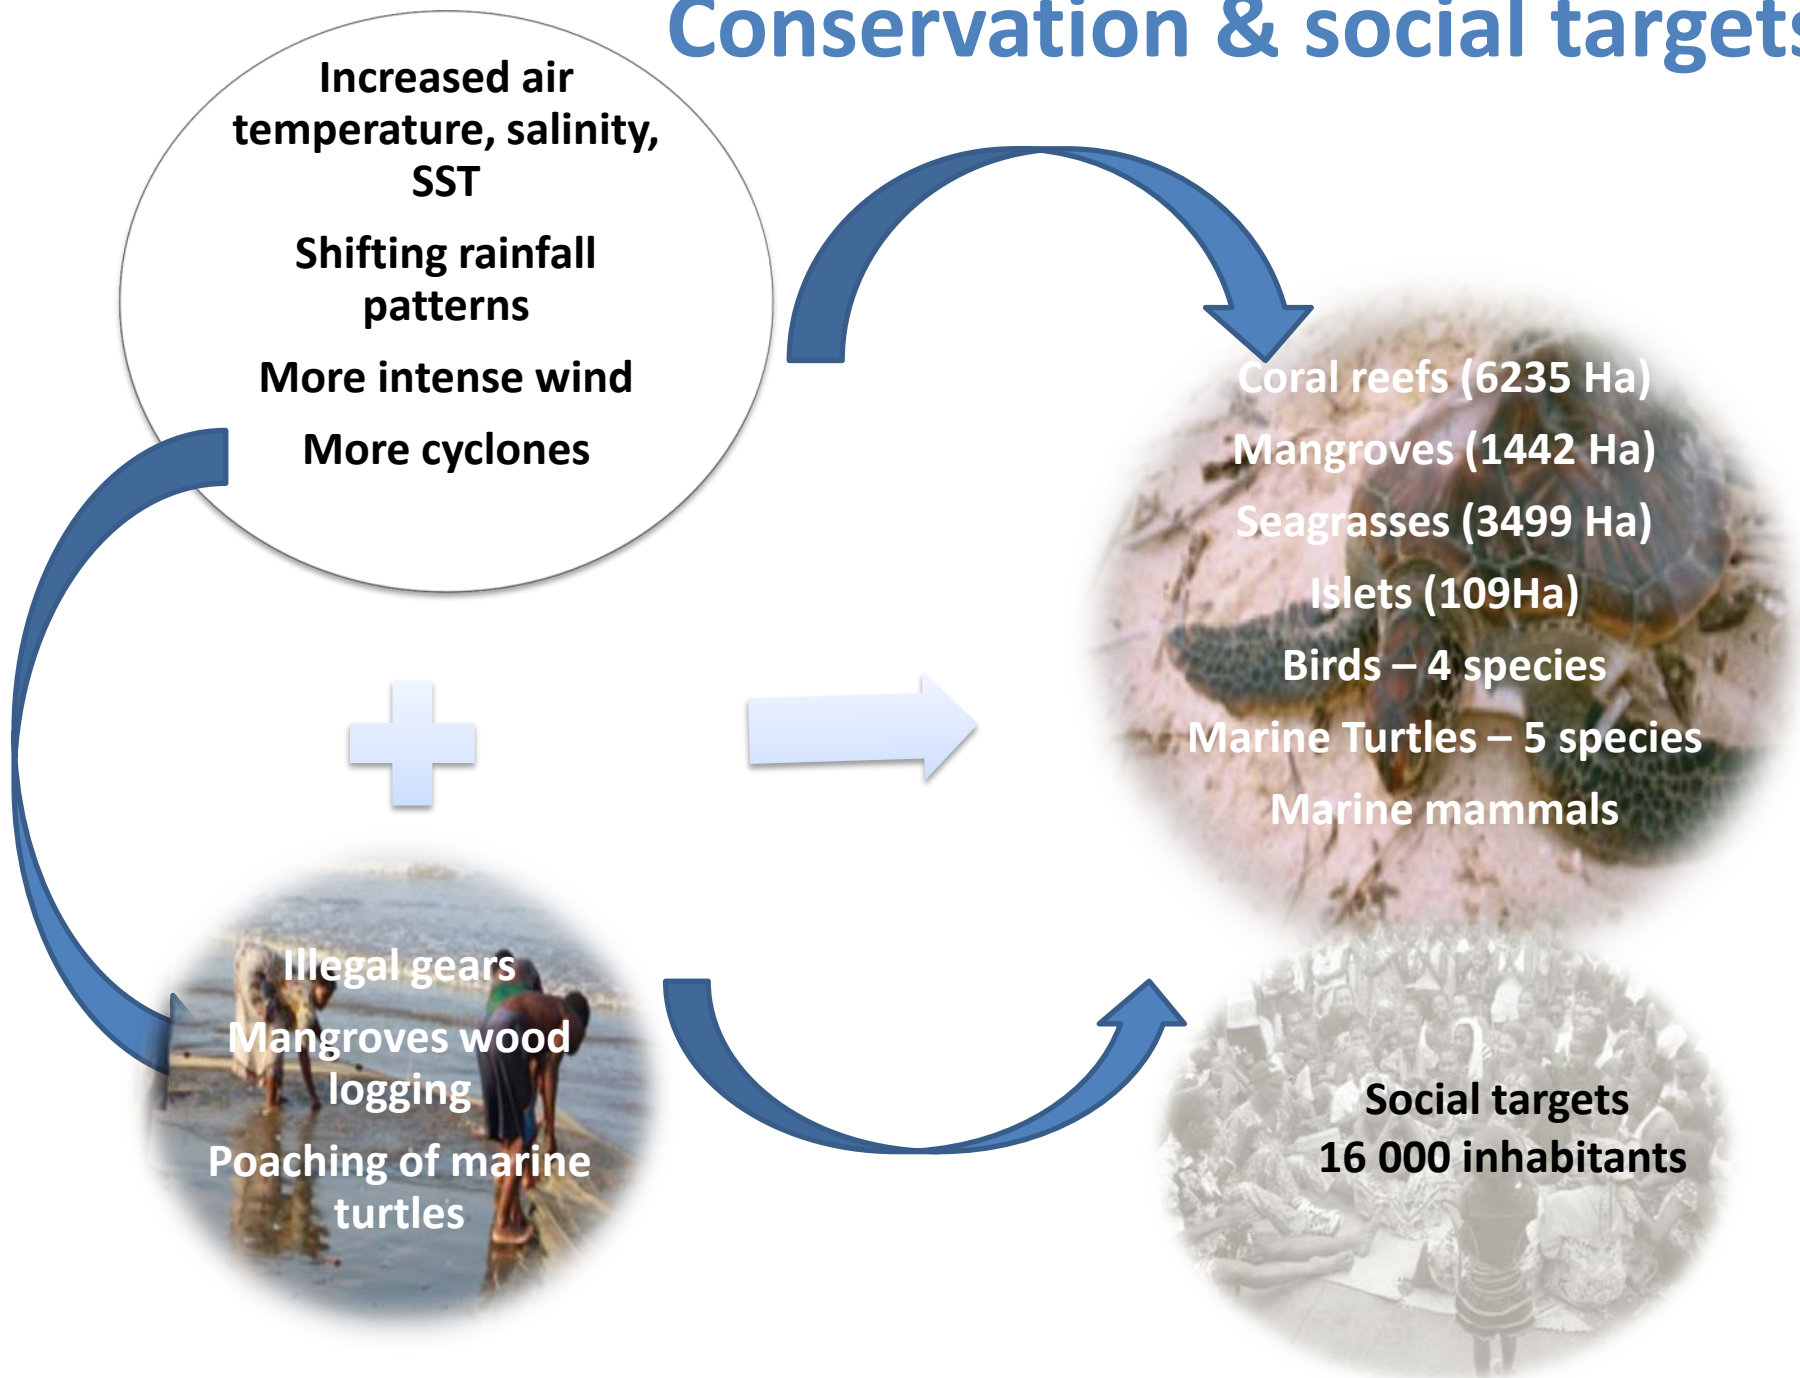 Conservation & social targets
Increased air
temperature, salinity,
SST
Shifting rainfall
patterns
More intense wind
More cyclones
Coral reefs (6235 Ha)
Mangroves (1442 Ha)
Seagrasses (3499 Ha)
Islets (109Ha)
Birds – 4 species
Marine Turtles – 5 species
Marine mammals
Illegal gears
Mangroves wood
logging
Poaching of marine
turtles
Social targets
16 000 inhabitants